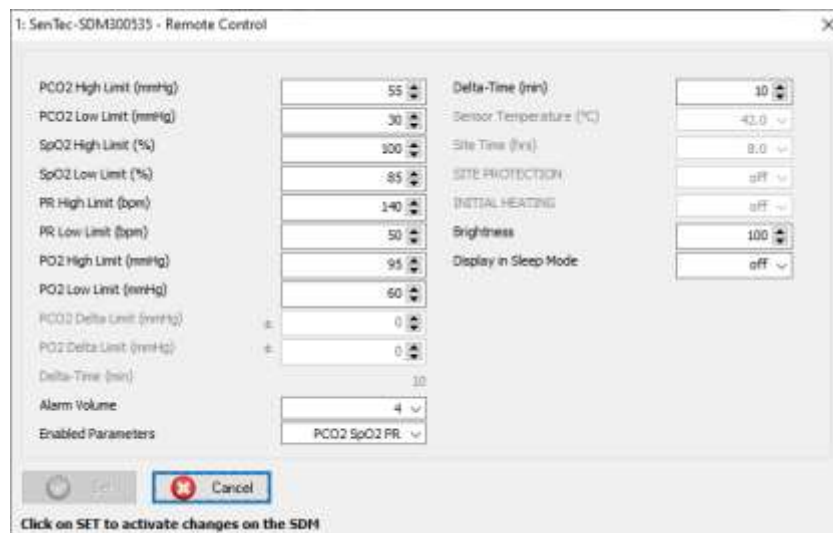 1: SenTec-SDM300535 - Remote Control
PCO2 High Limit (mmHg) 55
PCO2 Low Limit (mmHg) 30
SpO2 High Limit (%) 100
SpO2 Low Limit (%) 85
PR High Limit (bpm) 140
PR Low Limit (bpm) 50
PO2 High Limit (mmHg) 95
PO2 Low Limit (mmHg) 60
PCO2 Delta Limit (mmHg) ± 0
PO2 Delta Limit (mmHg) ± 0
Delta-Time (min) 10
Alarm Volume 4
Enabled Parameters PCO2 SpO2 PR
Delta-Time (min) 10
Sensor Temperature (°C) 42.0
Site Time (hrs) 8.0
SITE PROTECTION off
INITIAL HEATING off
Brightness 100
Display in Sleep Mode off
Cancel
Click on SET to activate changes on the SDM